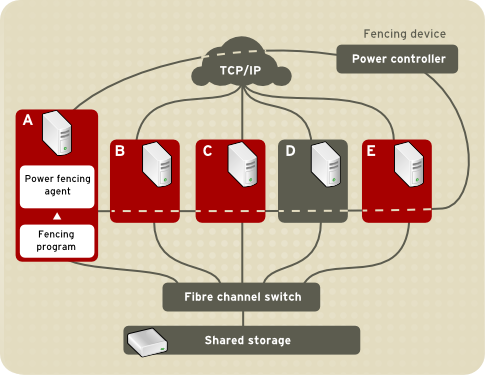 Fencing device
Power controller
TCP/IP
A
B
C
D
E
Power fencing
agent
Fencing
program
Fibre channel switch
Shared storage